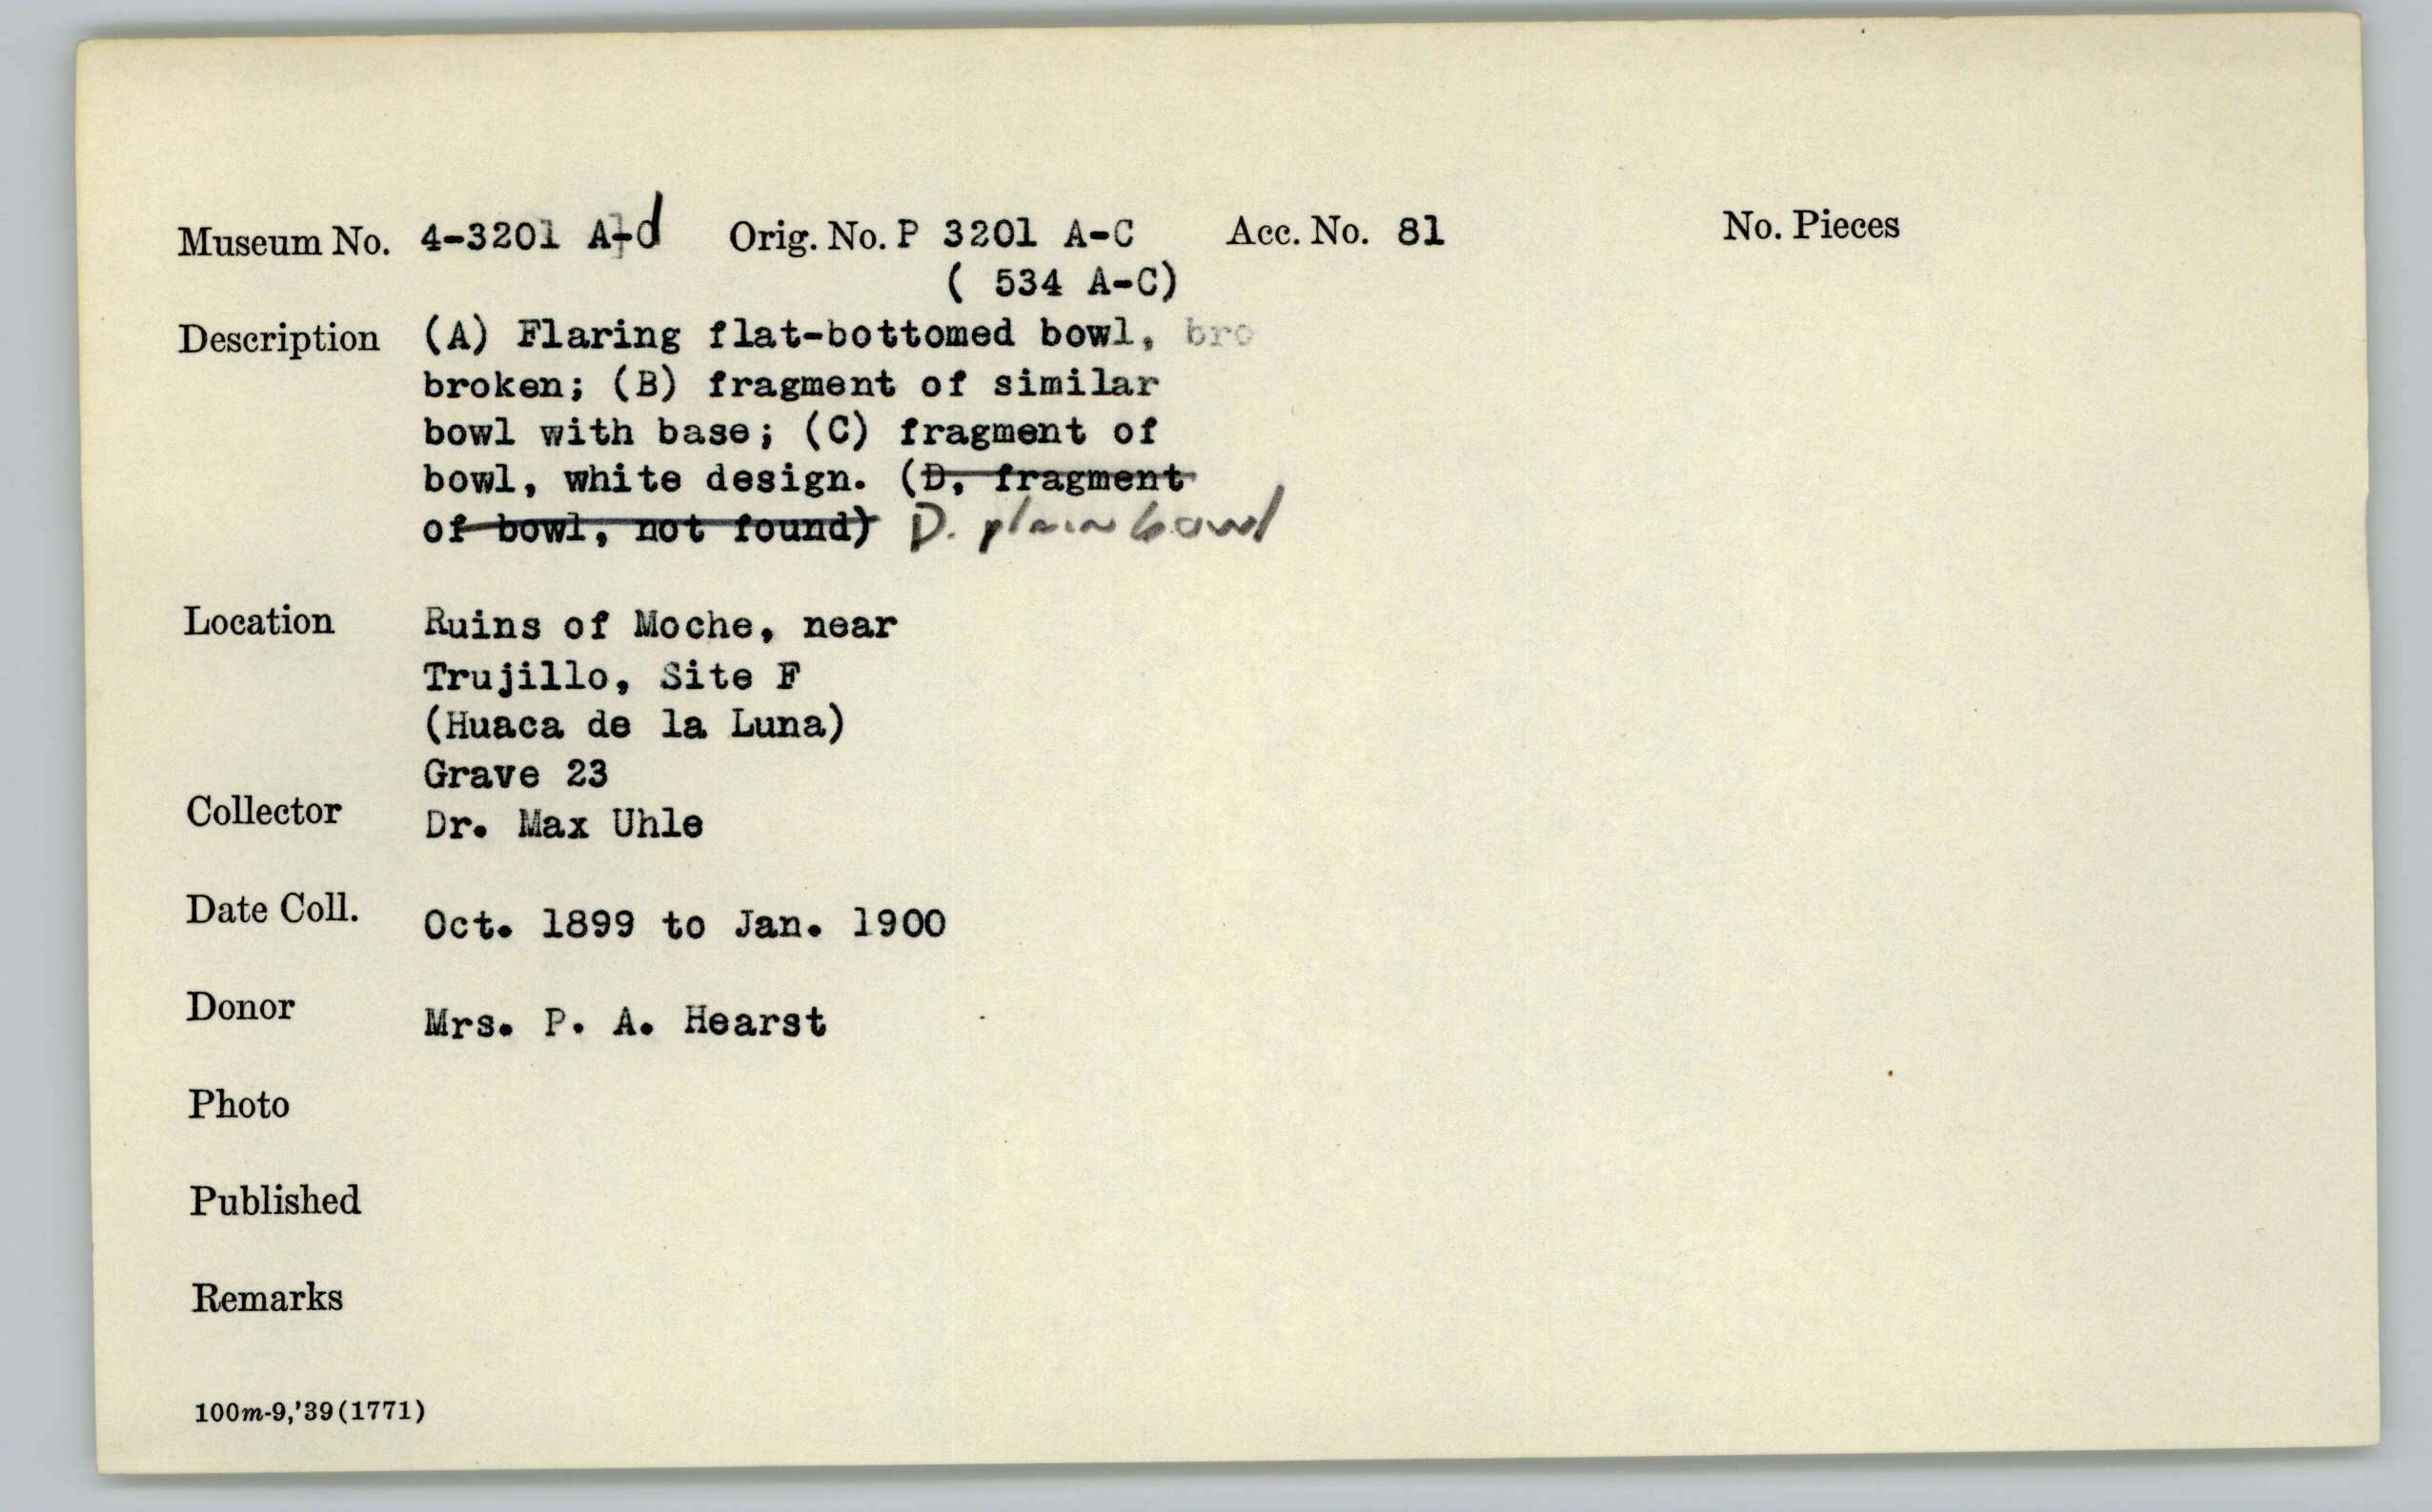 Museum No. 4-3201 A-d Orig. No. P 3201 A-C Acc. No. 81 No. Pieces
( 534 A-C)
Description (A) Flaring flat-bottomed bowl, bro
broken; (B) fragment of similar
bowl with base; (C) fragment of
bowl, white design. (D, fragment
of bowl, not found) D. plain bowl
Location Ruins of Moche, near
Trujillo, Site F
(Huaca de la Luna)
Grave 23
Collector Dr. Max Uhle
Date Coll. Oct. 1899 to Jan. 1900
Donor Mrs. P. A. Hearst
Photo
Published
Remarks
100m-9,'39(1771)